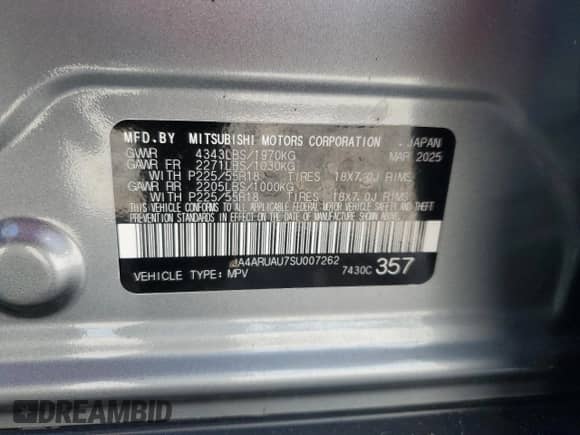 MFD.BY MITSUBISHI MOTORS CORPORATION , JAPAN
GVWR 4343LBS/1970KG MAR 2025
GAWR FR 2271LBS/1030KG
WITH P225/55R18 TIRES 18X7.0J RIMS
GAWR RR 2205LBS/1000KG
WITH P225/55R18 TIRES 18X7.0J RIMS
THIS VEHICLE CONFORMS TO ALL APPLICABLE FEDERAL MOTOR VEHICLE SAFETY AND THEFT
PREVENTION STANDARDS IN EFFECT ON THE DATE OF MANUFACTURE SHOWN ABOVE.
JA4ARUAU7SU007262
VEHICLE TYPE: MPV 7430C 357
DREAMBID